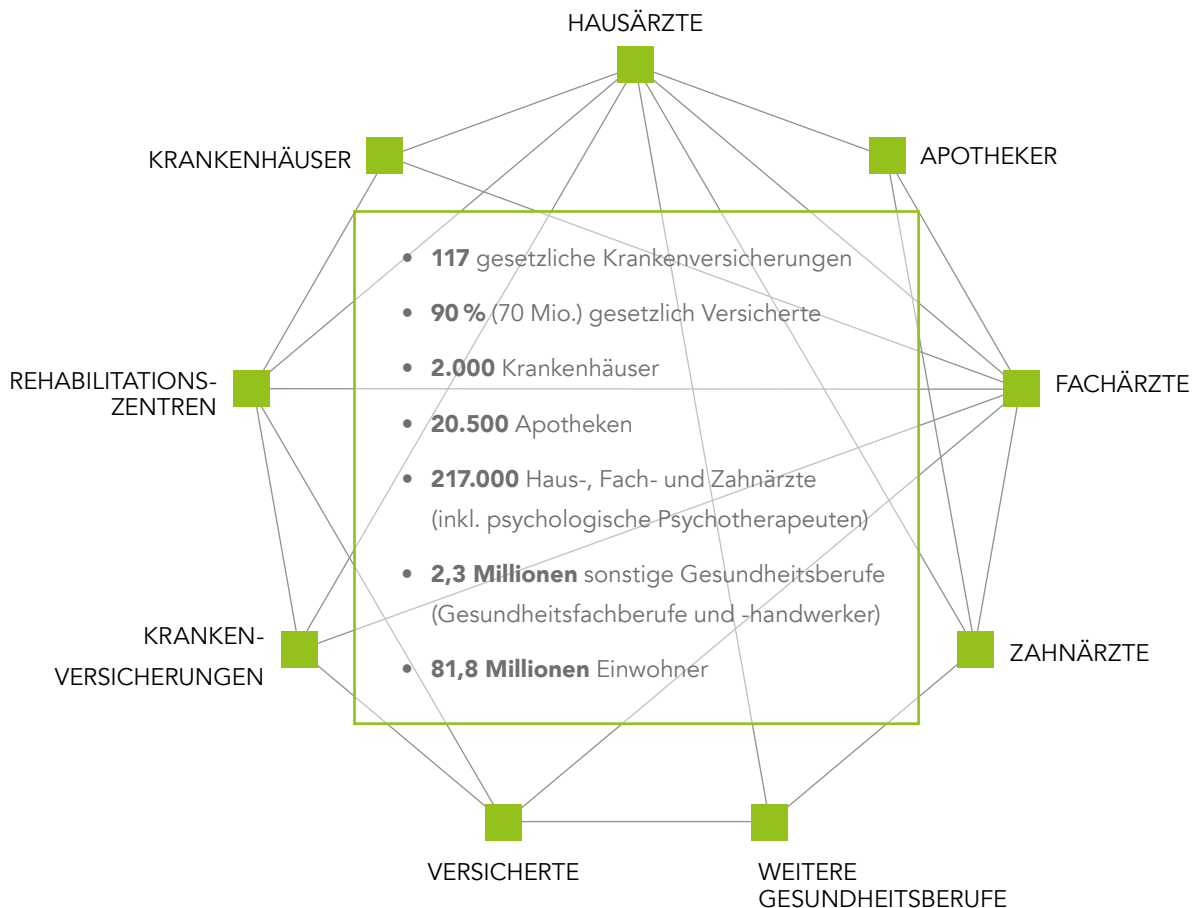 HAUSÄRZTE
KRANKENHÄUSER
APOTHEKER
• 117 gesetzliche Krankenversicherungen
• 90 % (70 Mio.) gesetzlich Versicherte
• 2.000 Krankenhäuser
REHABILITATIONS-
ZENTREN
FACHÄRZTE
• 20.500 Apotheken
• 217.000 Haus-, Fach- und Zahnärzte
(inkl. psychologische Psychotherapeuten)
• 2,3 Millionen sonstige Gesundheitsberufe
(Gesundheitsfachberufe und -handwerker)
• 81,8 Millionen Einwohner
KRANKEN-
VERSICHERUNGEN
ZAHNÄRZTE
VERSICHERTE
WEITERE
GESUNDHEITSBERUFE